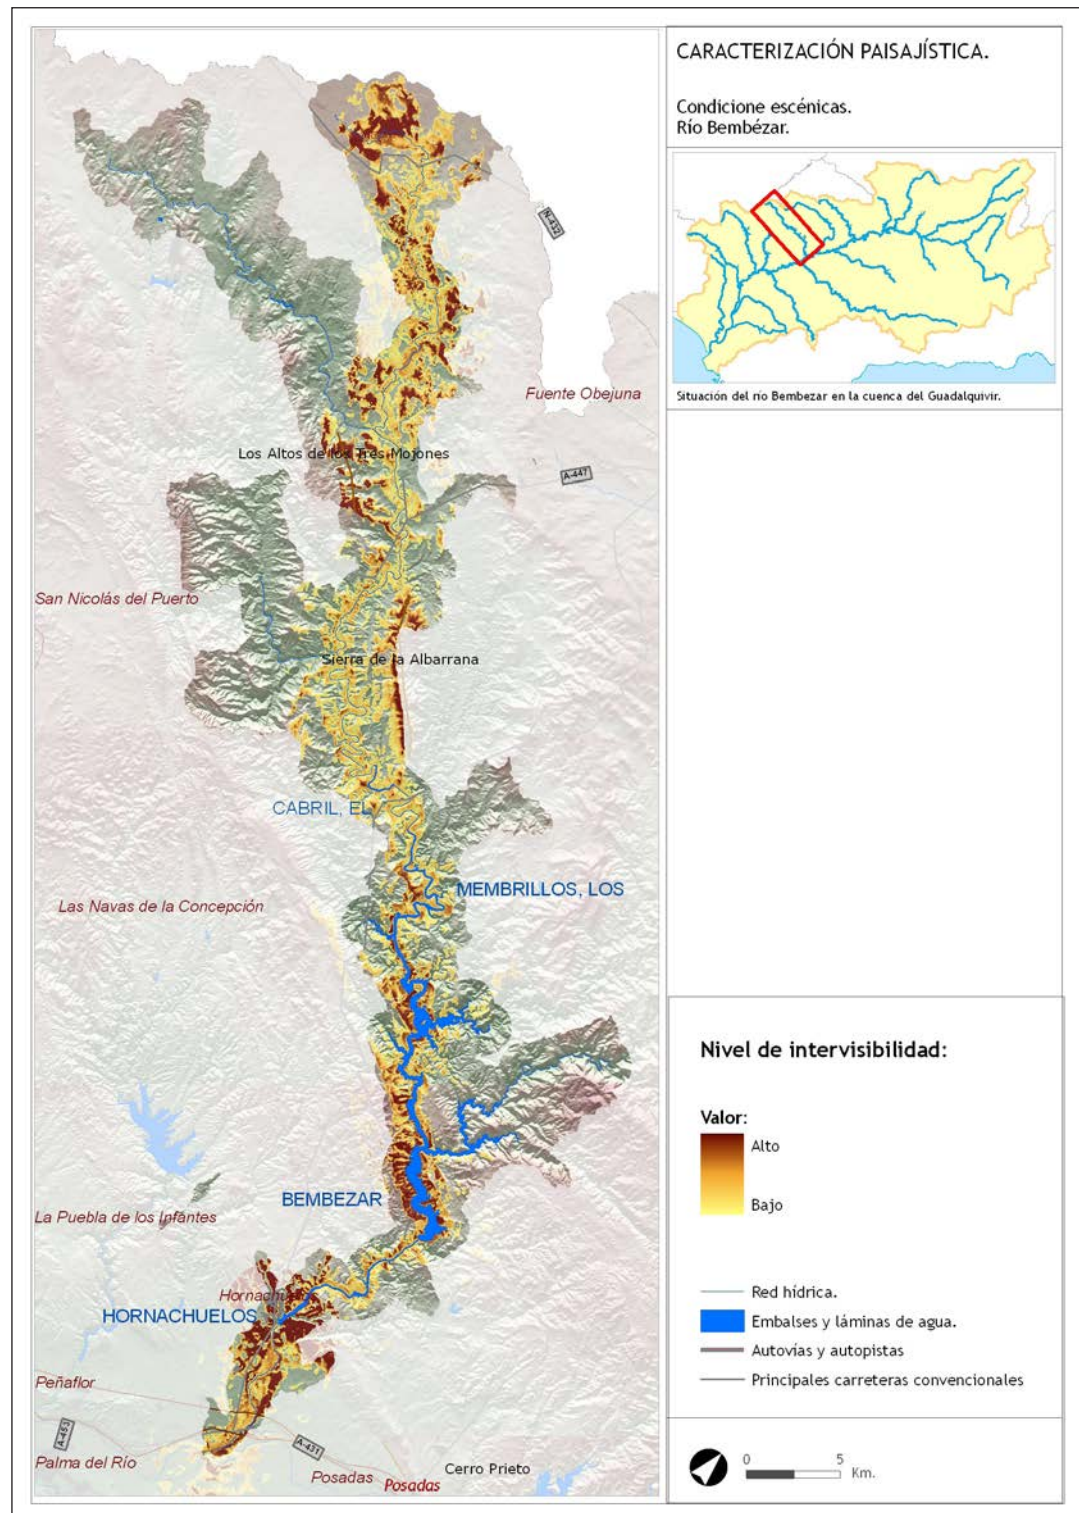 CARACTERIZACIÓN PAISAJÍSTICA.
Condicione escénicas.
Río Bembézar.
Situación del río Bembezar en la cuenca del Guadalquivir.
N-432
Fuente Obejuna
Los Altos de los Tres Mojones
A-447
San Nicolás del Puerto
Sierra de la Albarrana
CABRIL, EL
MEMBRILLOS, LOS
Las Navas de la Concepción
BEMBEZAR
La Puebla de los Infantes
Hornachuelos
HORNACHUELOS
Peñaflor
A-453
A-431
Palma del Río
Posadas
Posadas
Cerro Prieto
Nivel de intervisibilidad:
Valor:
Alto
Bajo
Red hídrica.
Embalses y láminas de agua.
Autovías y autopistas
Principales carreteras convencionales
0 5
Km.